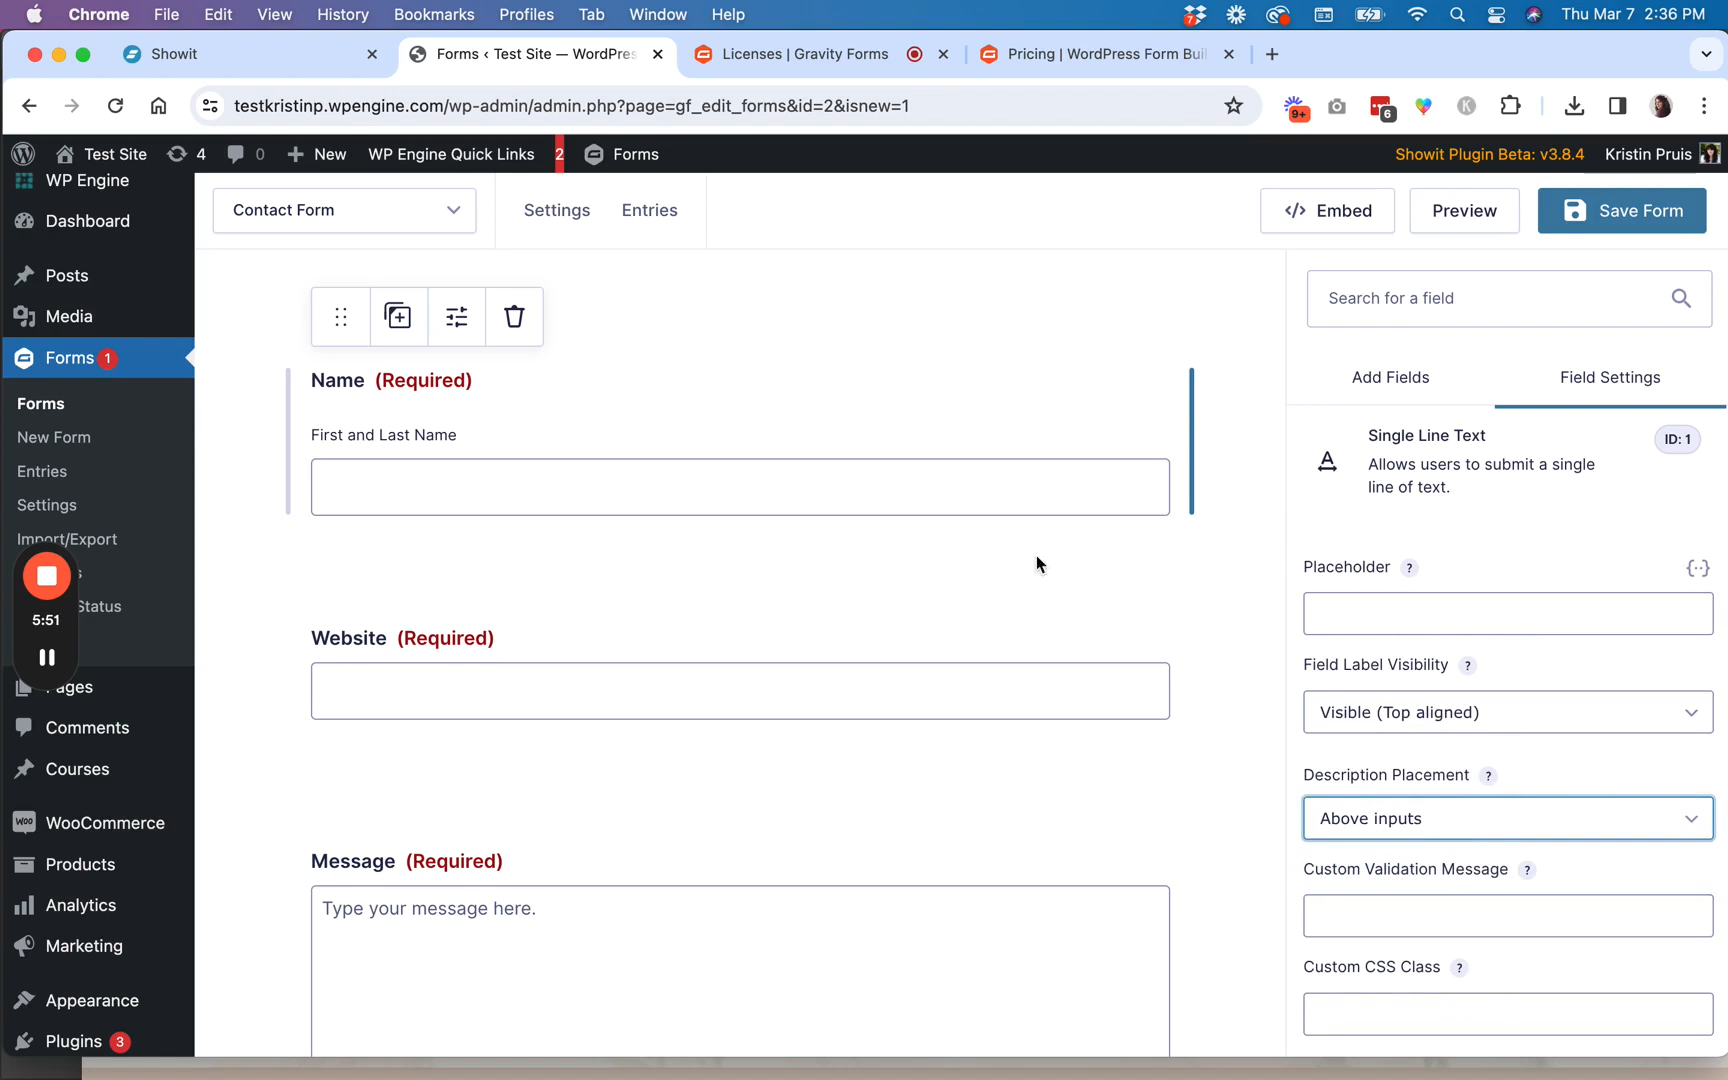 Chrome File Edit View History Bookmarks Profiles Tab Window Help 7 Thu Mar 7 2:36 PM
Showit
Forms ‹ Test Site — WordPres
Licenses | Gravity Forms
Pricing | WordPress Form Buil
testkristinp.wpengine.com/wp-admin/admin.php?page=gf_edit_forms&id=2&isnew=1
9+
6
K
Test Site 4 0 New WP Engine Quick Links 2 Forms Showit Plugin Beta: v3.8.4 Kristin Pruis
WP Engine
Dashboard
Posts
Media
Forms 1
Forms
New Form
Entries
Settings
Import/Export
Status
5:51
Pages
Comments
Courses
WooCommerce
Products
Analytics
Marketing
Appearance
Plugins 3
Contact Form
Settings
Entries
Embed
Preview
Save Form
Name (Required)
First and Last Name
Website (Required)
Message (Required)
Type your message here.
Search for a field
Add Fields
Field Settings
Single Line Text
ID: 1
Allows users to submit a single
line of text.
Placeholder ?
Field Label Visibility ?
Visible (Top aligned)
Description Placement ?
Above inputs
Custom Validation Message ?
Custom CSS Class ?